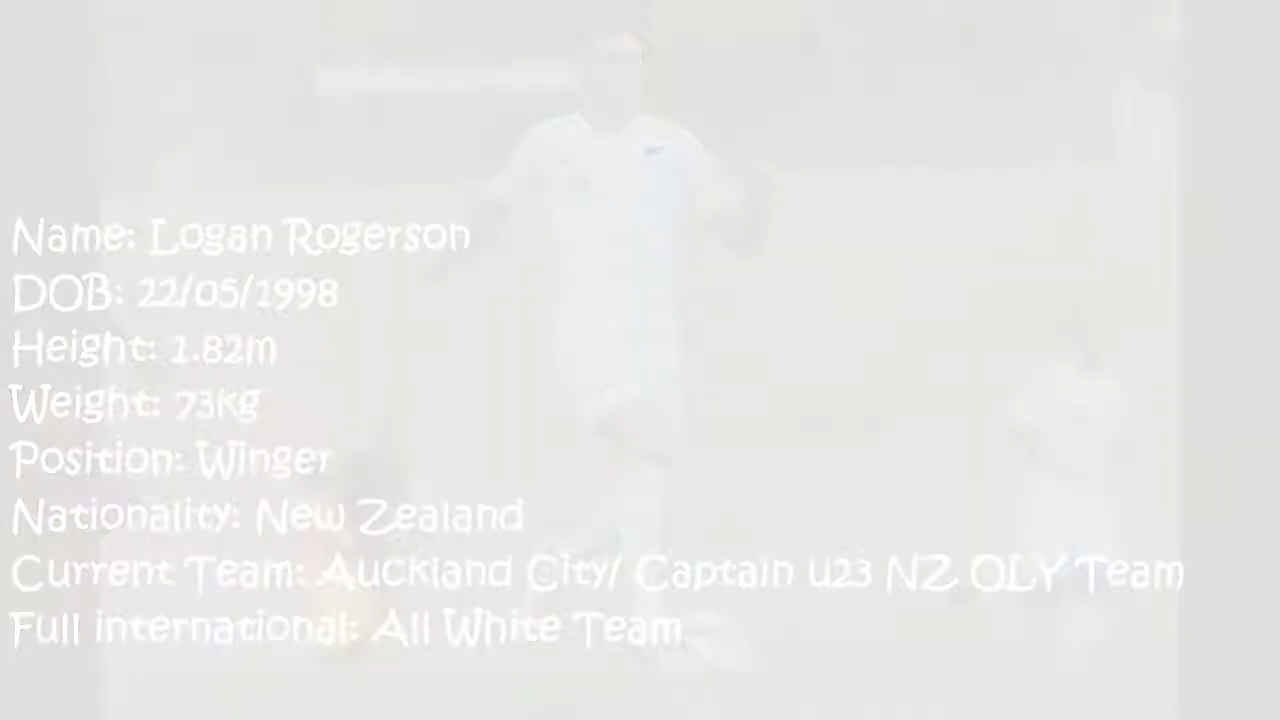 Name: Logan Rogerson
DOB: 22/05/1998
Height: 1.82m
Weight: 73Kg
Position: Winger
Nationality: New Zealand
Current Team: Auckland City/ Captain u23 NZ OLY Team
Full international: All White Team